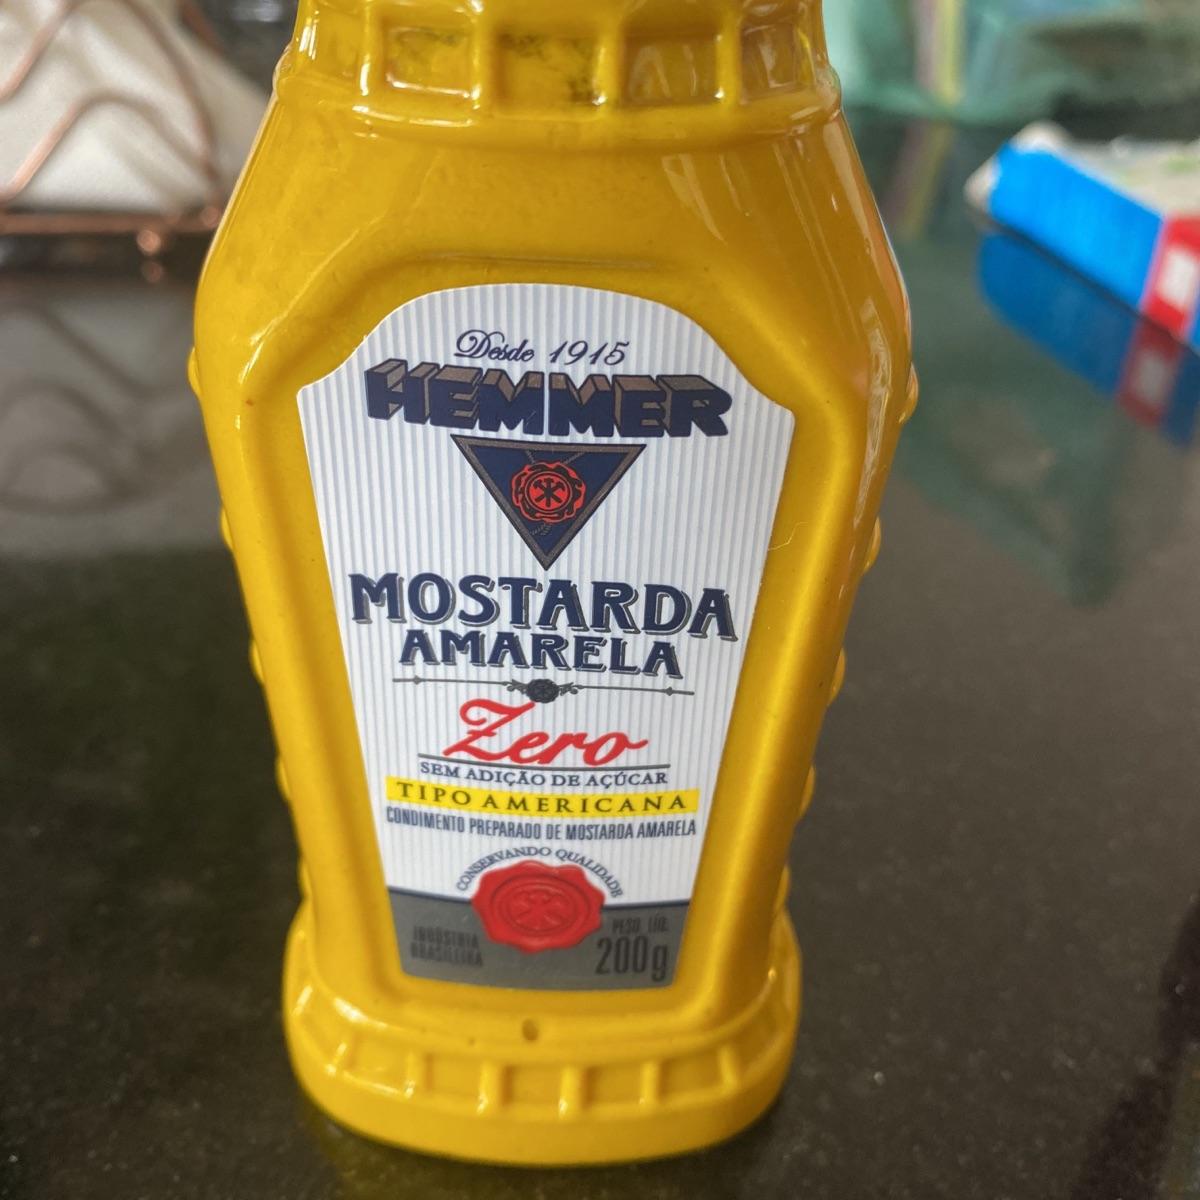 Desde 1915
HEMMER
MOSTARDA
AMARELA
Zero
SEM ADIÇÃO DE AÇÚCAR
TIPO AMERICANA
CONDIMENTO PREPARADO DE MOSTARDA AMARELA
CONSERVANDO QUALIDADE
INDÚSTRIA
BRASILEIRA
PESO LÍQ.
200g